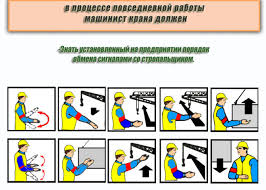 в процессе повседневной работы
машинист крана должен
-Знать установленный на предприятии порядок
обмена сигналами со стропальщиком.